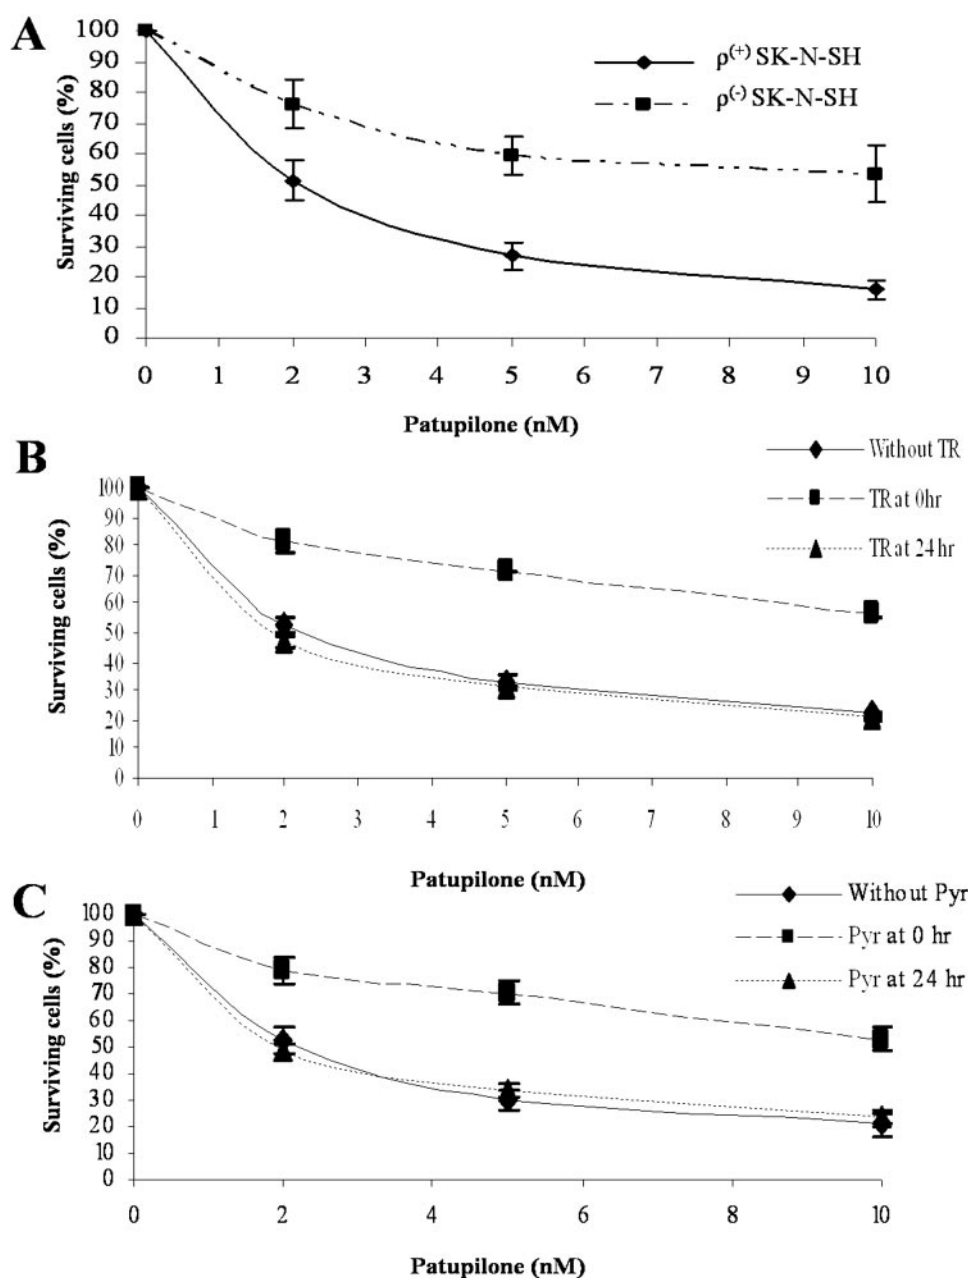 A
ρ(+) SK-N-SH
ρ(-) SK-N-SH
Surviving cells (%)
100
90
80
70
60
50
40
30
20
10
0
0 1 2 3 4 5 6 7 8 9 10
Patupilone (nM)
B
Without TR
TR at 0hr
TR at 24hr
Surviving cells (%)
100
90
80
70
60
50
40
30
20
10
0
0 1 2 3 4 5 6 7 8 9 10
Patupilone (nM)
C
Without Pyr
Pyr at 0 hr
Pyr at 24 hr
Surviving cells (%)
100
90
80
70
60
50
40
30
20
10
0
0 2 4 6 8 10
Patupilone (nM)